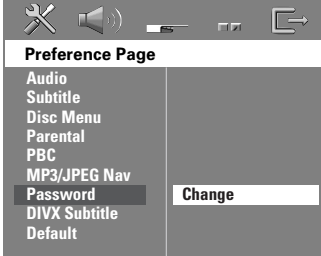 Preference Page
Audio
Subtitle
Disc Menu
Parental
PBC
MP3/JPEG Nav
Password Change
DIVX Subtitle
Default